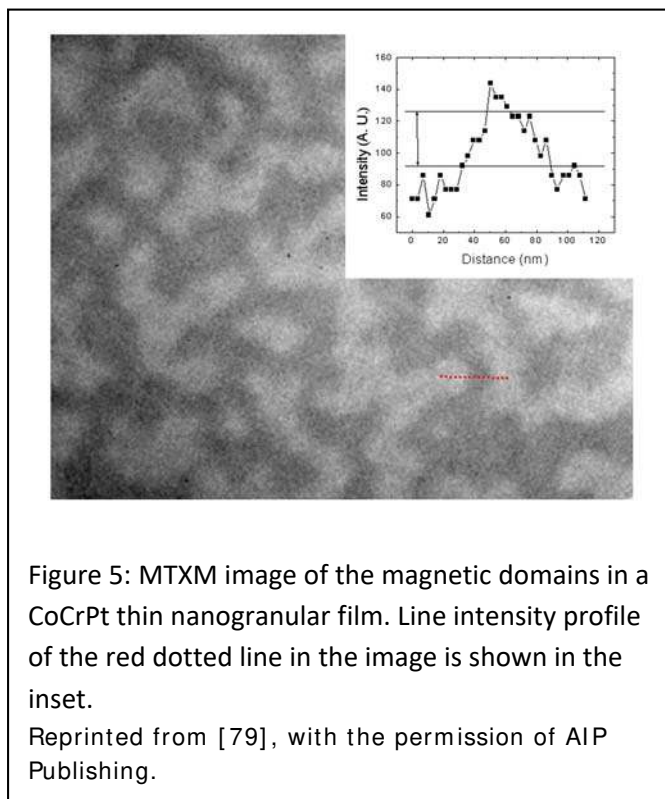 160
140
120
100
80
60
Intensity (A. U.)
0 20 40 60 80 100 120
Distance (nm)
Figure 5: MTXM image of the magnetic domains in a
CoCrPt thin nanogranular film. Line intensity profile
of the red dotted line in the image is shown in the
inset.
Reprinted from [79], with the permission of AIP
Publishing.